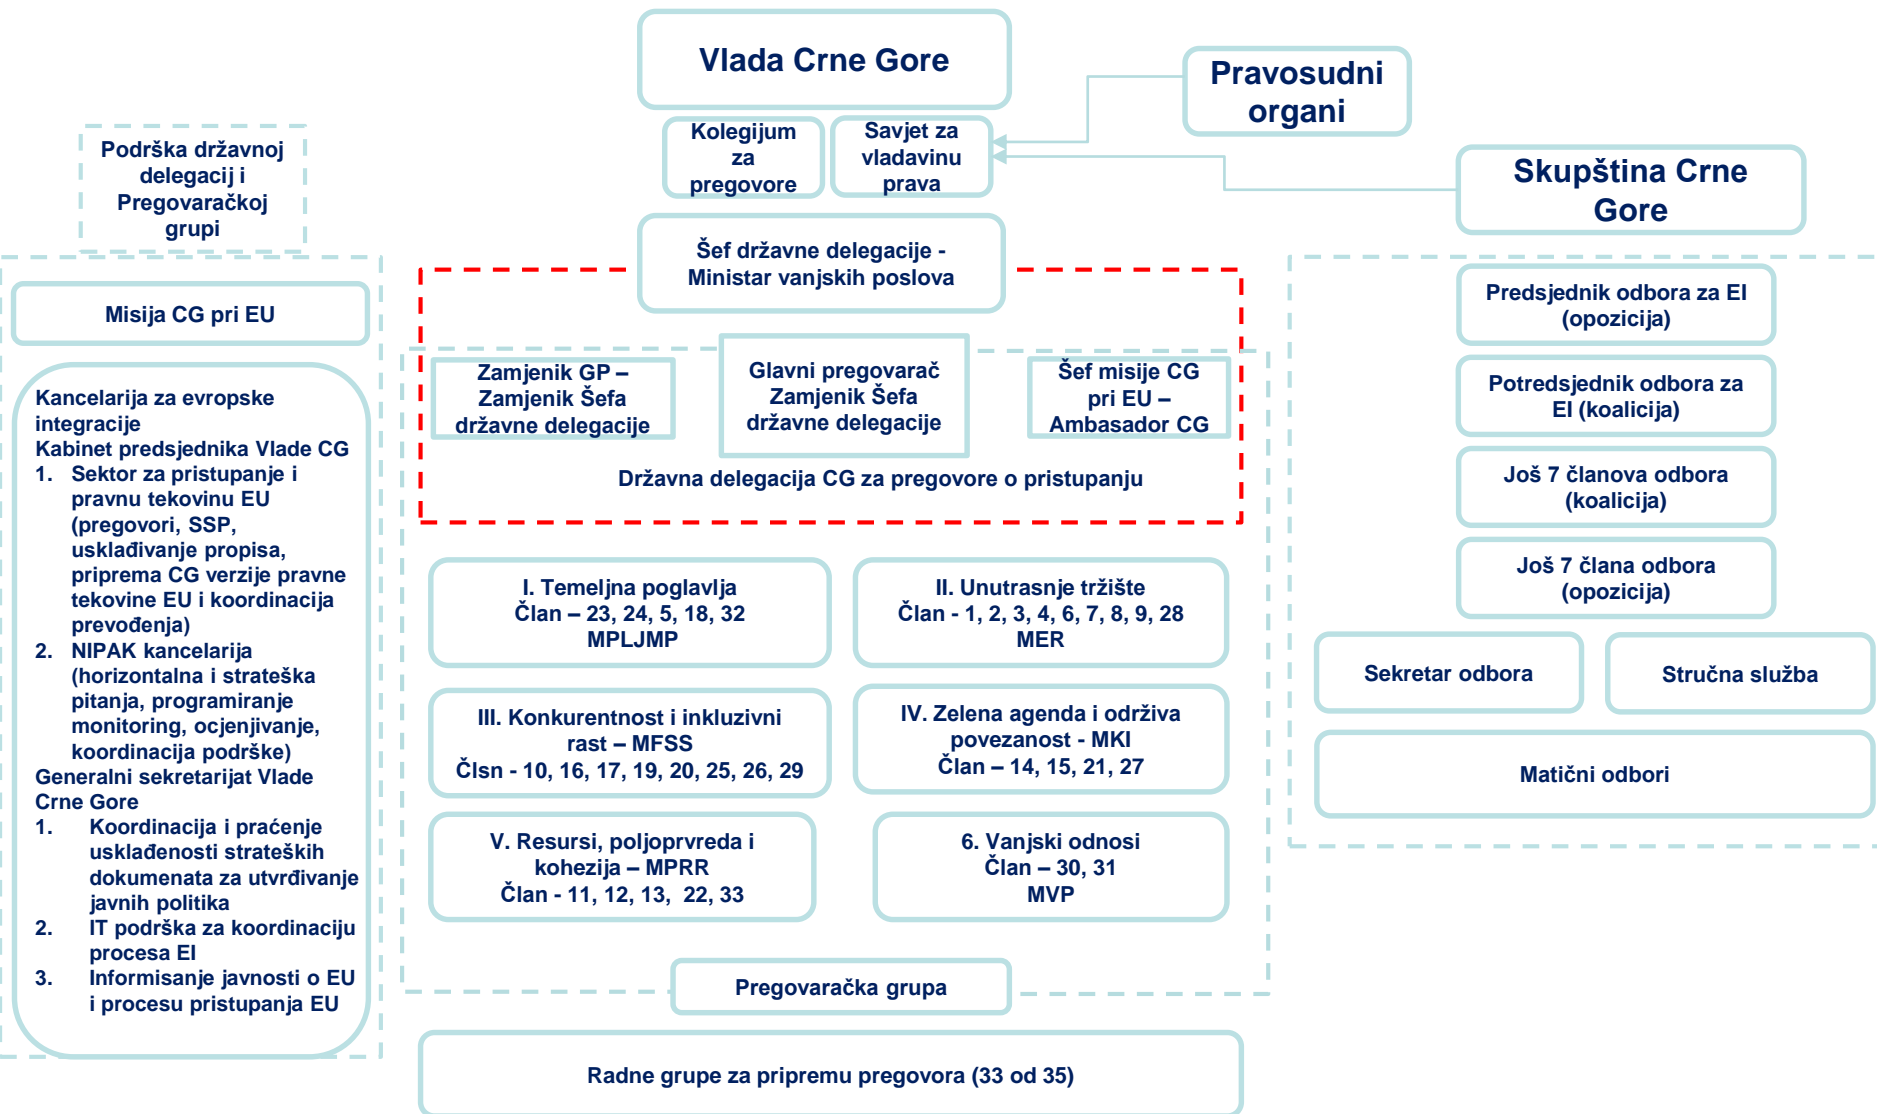 Vlada Crne Gore
Kolegijum
za
pregovore
Savjet za
vladavinu
prava
Pravosudni
organi
Skupština Crne
Gore
Podrška državnoj
delegacij i
Pregovaračkoj
grupi
Misija CG pri EU
Kancelarija za evropske
integracije
Kabinet predsjednika Vlade CG
1. Sektor za pristupanje i
pravnu tekovinu EU
(pregovori, SSP,
usklađivanje propisa,
priprema CG verzije pravne
tekovine EU i koordinacija
prevođenja)
2. NIPAK kancelarija
(horizontalna i strateška
pitanja, programiranje
monitoring, ocjenjivanje,
koordinacija podrške)
Generalni sekretarijat Vlade
Crne Gore
1. Koordinacija i praćenje
usklađenosti strateških
dokumenata za utvrđivanje
javnih politika
2. IT podrška za koordinaciju
procesa EI
3. Informisanje javnosti o EU
i procesu pristupanja EU
Šef državne delegacije -
Ministar vanjskih poslova
Zamjenik GP –
Zamjenik Šefa
državne delegacije
Glavni pregovarač
Zamjenik Šefa
državne delegacije
Šef misije CG
pri EU –
Ambasador CG
Državna delegacija CG za pregovore o pristupanju
I. Temeljna poglavlja
Član – 23, 24, 5, 18, 32
MPLJMP
II. Unutrasnje tržište
Član - 1, 2, 3, 4, 6, 7, 8, 9, 28
MER
III. Konkurentnost i inkluzivni
rast – MFSS
Člsn - 10, 16, 17, 19, 20, 25, 26, 29
IV. Zelena agenda i održiva
povezanost - MKI
Član – 14, 15, 21, 27
V. Resursi, poljoprvreda i
kohezija – MPRR
Član - 11, 12, 13, 22, 33
6. Vanjski odnosi
Član – 30, 31
MVP
Pregovaračka grupa
Radne grupe za pripremu pregovora (33 od 35)
Predsjednik odbora za EI
(opozicija)
Potredsjednik odbora za
EI (koalicija)
Još 7 članova odbora
(koalicija)
Još 7 člana odbora
(opozicija)
Sekretar odbora
Stručna služba
Matični odbori